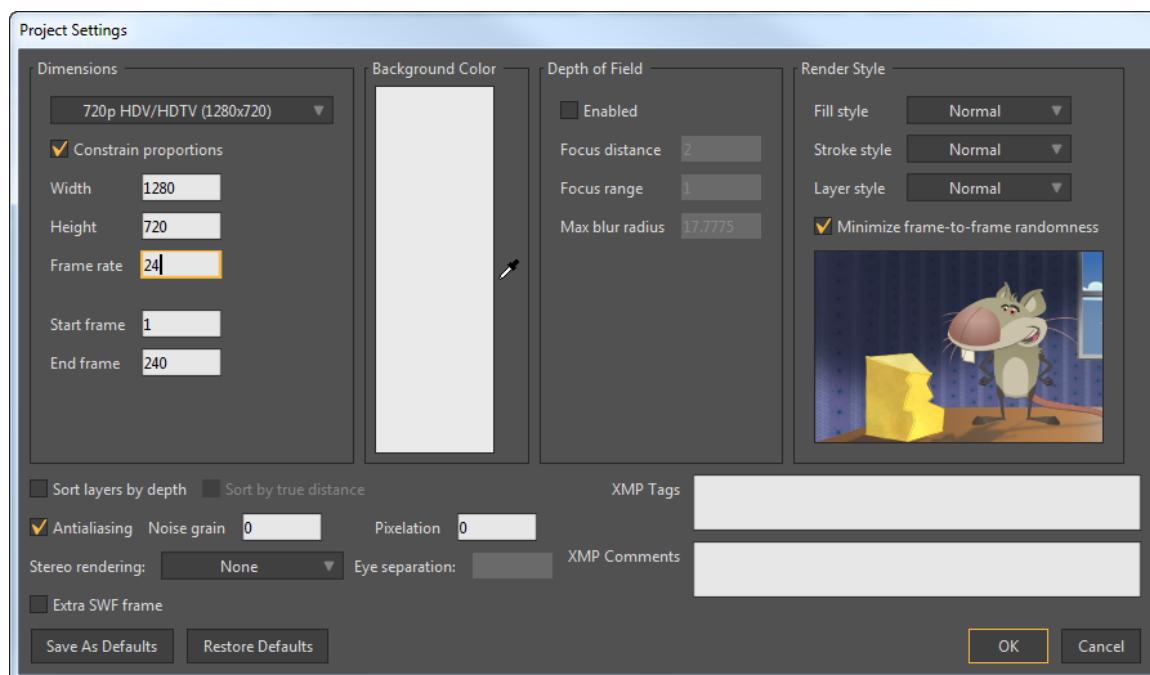 Project Settings
Dimensions
720p HDV/HDTV (1280x720)
Constrain proportions
Width 1280
Height 720
Frame rate 24
Start frame 1
End frame 240
Background Color
Depth of Field
Enabled
Focus distance 2
Focus range 1
Max blur radius 17.7775
Render Style
Fill style Normal
Stroke style Normal
Layer style Normal
Minimize frame-to-frame randomness
Sort layers by depth Sort by true distance
Antialiasing Noise grain 0 Pixelation 0
Stereo rendering: None Eye separation:
Extra SWF frame
XMP Tags
XMP Comments
Save As Defaults Restore Defaults
OK Cancel